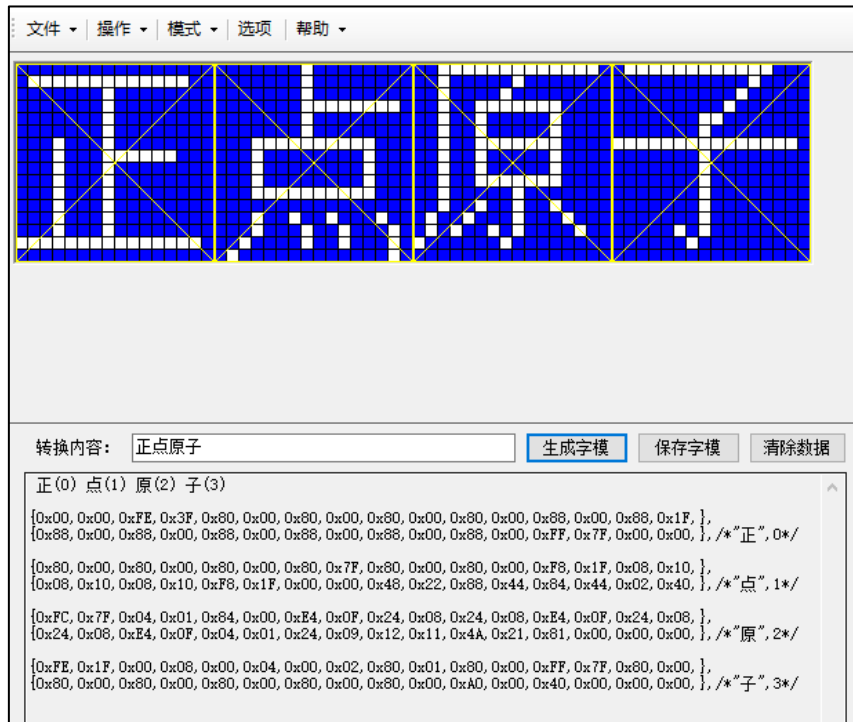 文件 操作 模式 选项 帮助
正点原子
转换内容： 正点原子 生成字模 保存字模 清除数据
正(0) 点(1) 原(2) 子(3)
{0x00, 0x00, 0xFE, 0x3F, 0x80, 0x00, 0x80, 0x00, 0x80, 0x00, 0x80, 0x00, 0x88, 0x00, 0x88, 0x1F, },
{0x88, 0x00, 0x88, 0x00, 0x88, 0x00, 0x88, 0x00, 0x88, 0x00, 0x88, 0x00, 0xFF, 0x7F, 0x00, 0x00, }, /*"正", 0*/
{0x80, 0x00, 0x80, 0x00, 0x80, 0x00, 0x80, 0x7F, 0x80, 0x00, 0x80, 0x00, 0xF8, 0x1F, 0x08, 0x10, },
{0x08, 0x10, 0x08, 0x10, 0xF8, 0x1F, 0x00, 0x00, 0x48, 0x22, 0x88, 0x44, 0x84, 0x44, 0x02, 0x40, }, /*"点", 1*/
{0xFC, 0x7F, 0x04, 0x01, 0x84, 0x00, 0xE4, 0x0F, 0x24, 0x08, 0x24, 0x08, 0xE4, 0x0F, 0x24, 0x08, },
{0x24, 0x08, 0xE4, 0x0F, 0x04, 0x01, 0x24, 0x09, 0x12, 0x11, 0x4A, 0x21, 0x81, 0x00, 0x00, 0x00, }, /*"原", 2*/
{0xFE, 0x1F, 0x00, 0x08, 0x00, 0x04, 0x00, 0x02, 0x80, 0x01, 0x80, 0x00, 0xFF, 0x7F, 0x80, 0x00, },
{0x80, 0x00, 0x80, 0x00, 0x80, 0x00, 0x80, 0x00, 0x80, 0x00, 0xA0, 0x00, 0x40, 0x00, 0x00, 0x00, }, /*"子", 3*/